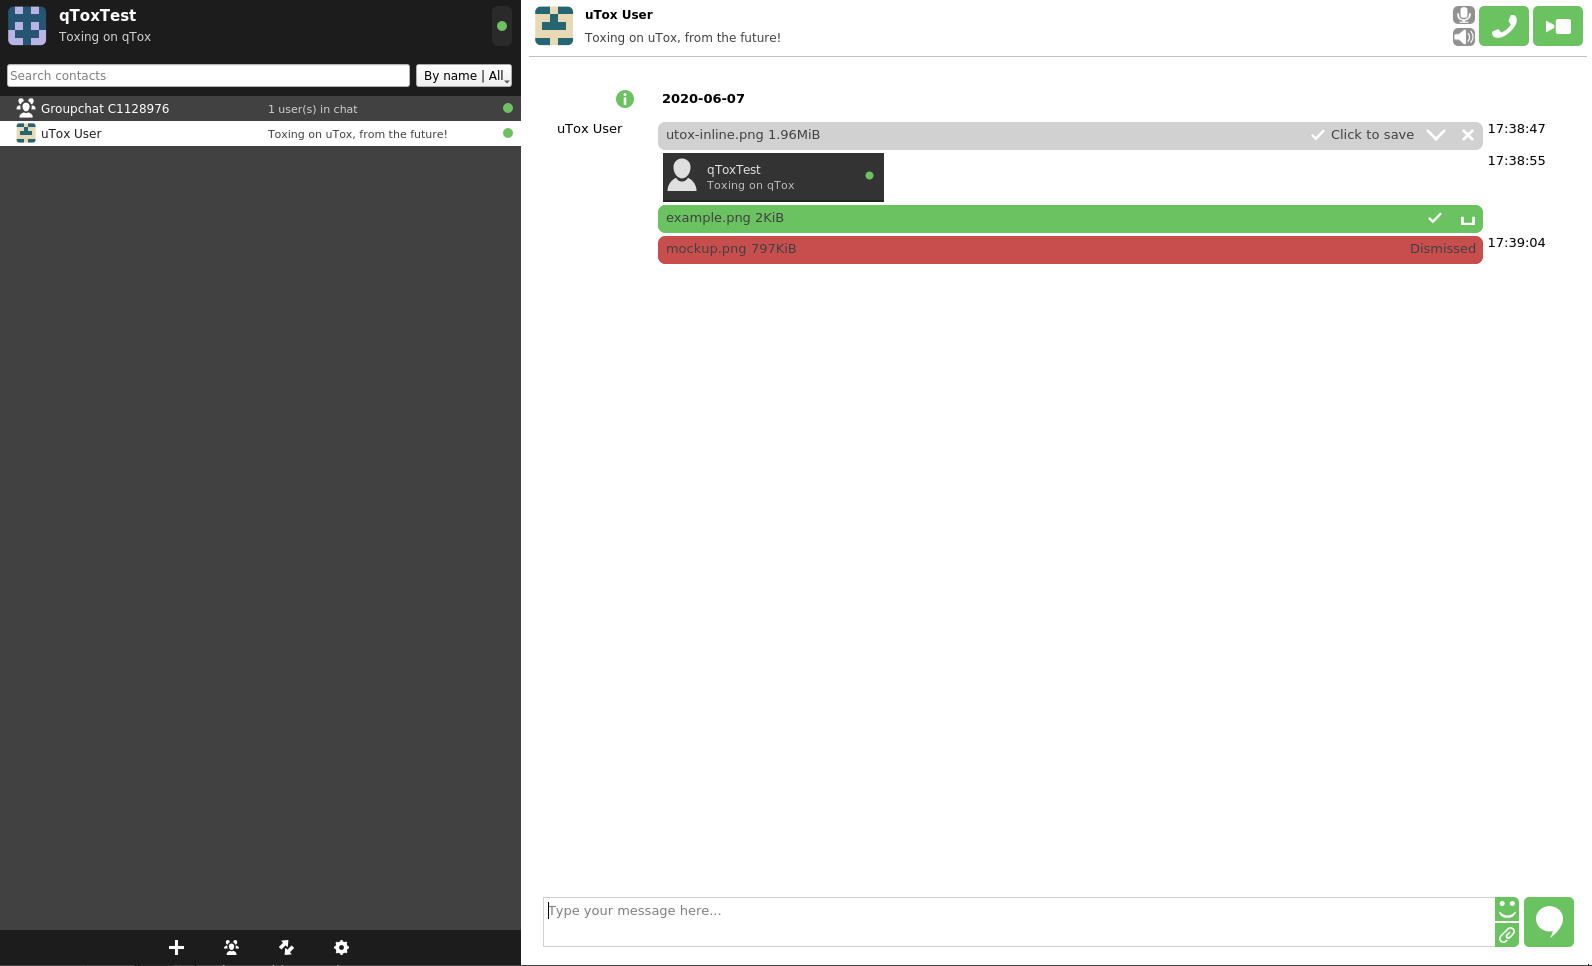 qToxTest
Toxing on qTox
Search contacts
By name | All
Groupchat C1128976 1 user(s) in chat
uTox User Toxing on uTox, from the future!
uTox User
Toxing on uTox, from the future!
2020-06-07
uTox User utox-inline.png 1.96MiB Click to save 17:38:47
17:38:55
qToxTest
Toxing on qTox
example.png 2KiB
mockup.png 797KiB Dismissed 17:39:04
Type your message here...